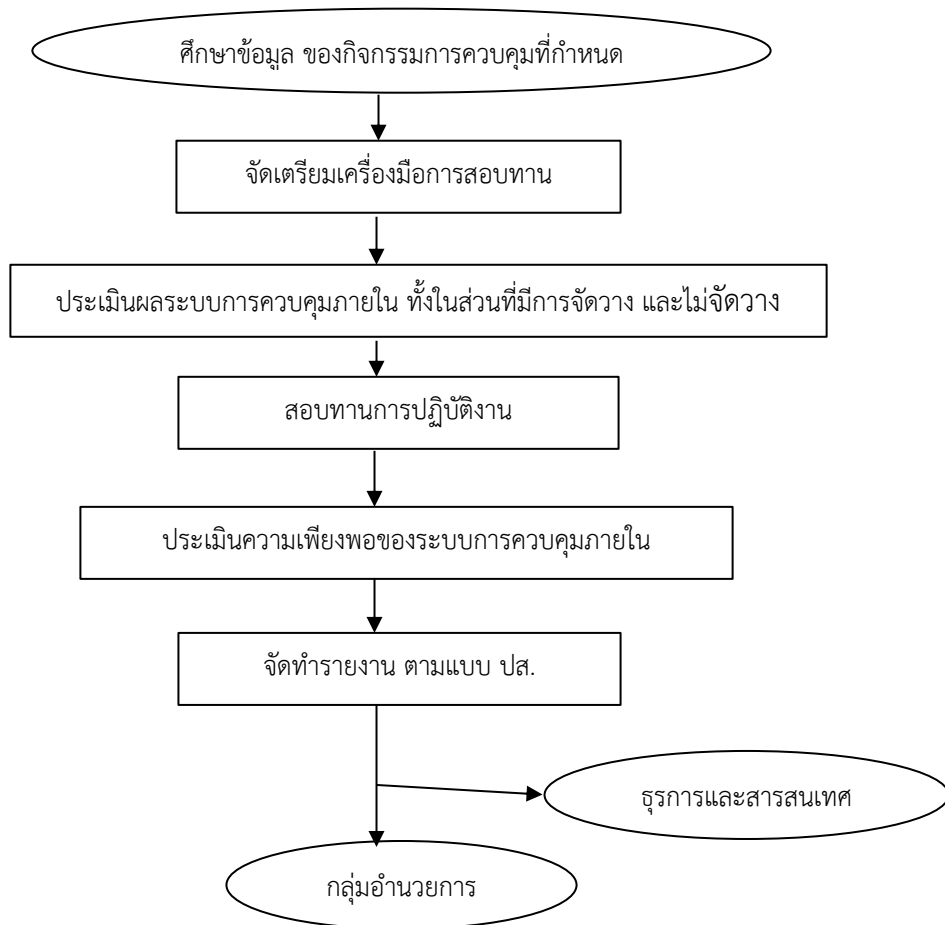 ศึกษาข้อมูล ของกิจกรรมการควบคุมที่กำหนด
จัดเตรียมเครื่องมือการสอบทาน
ประเมินผลระบบการควบคุมภายใน ทั้งในส่วนที่มีการจัดวาง และไม่จัดวาง
สอบทานการปฏิบัติงาน
ประเมินความเพียงพอของระบบการควบคุมภายใน
จัดทำรายงาน ตามแบบ ปส.
ธุรการและสารสนเทศ
กลุ่มอำนวยการ